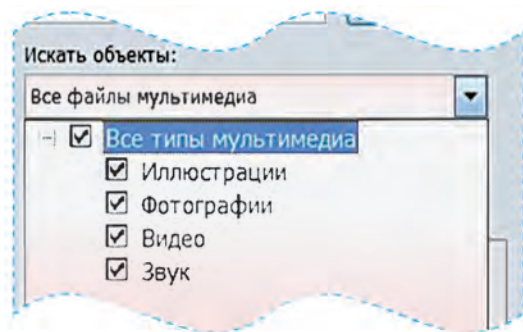 Искать объекты:
Все файлы мультимедиа
Все типы мультимедиа
Иллюстрации
Фотографии
Видео
Звук